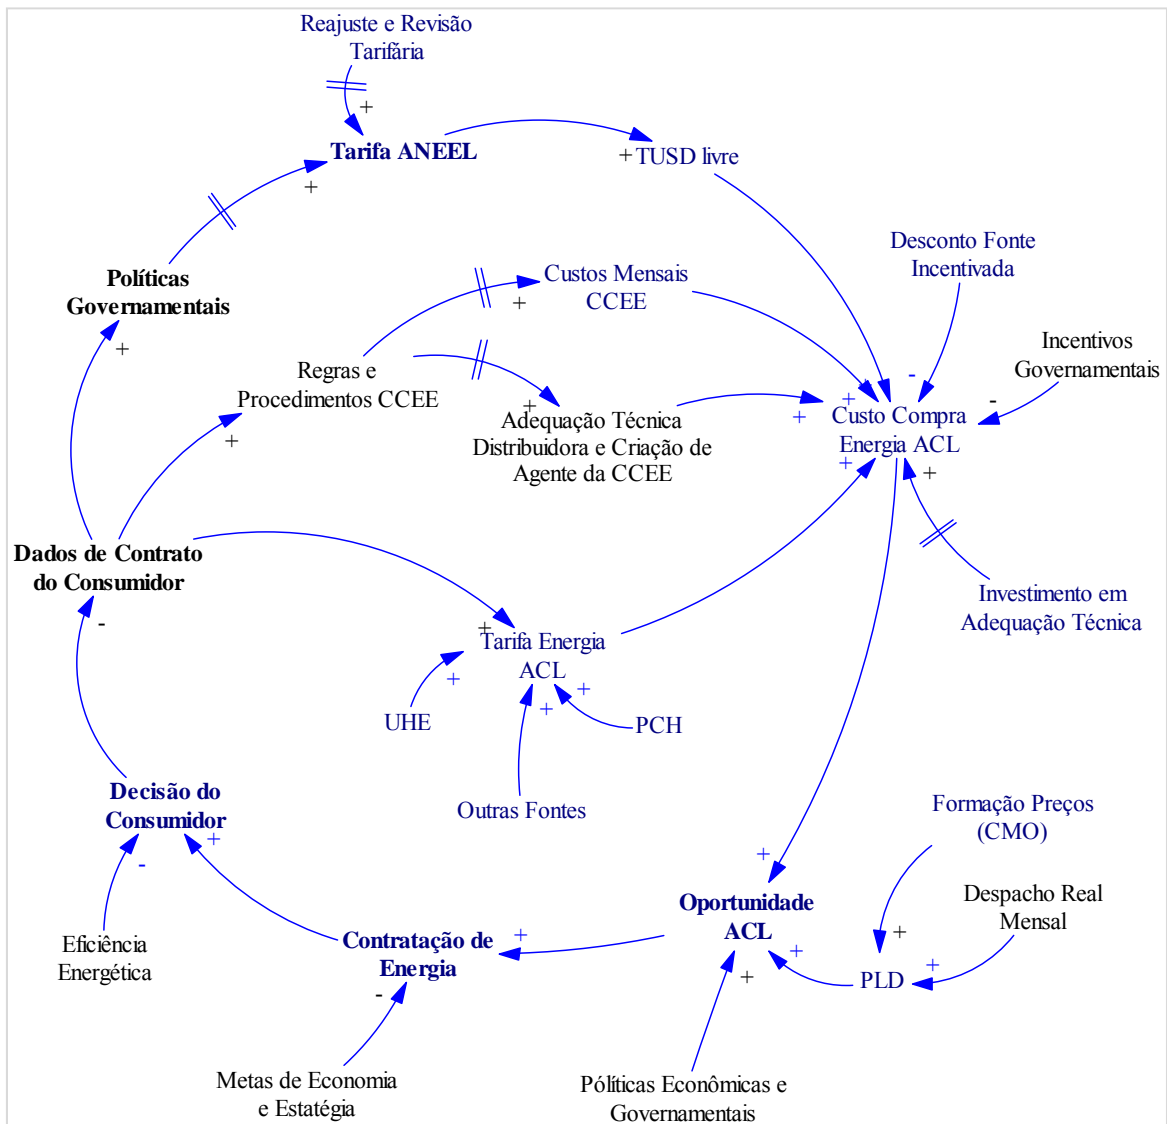 Reajuste e Revisão
Tarifária
+
Tarifa ANEEL
+
TUSD livre
+
Políticas
Governamentais
+
Desconto Fonte
Incentivada
-
Custos Mensais
CCEE
+
Incentivos
Governamentais
-
Regras e
Procedimentos CCEE
+
Adequação Técnica
Distribuidora e Criação de
Agente da CCEE
+
+
+
Custo Compra
Energia ACL
+
+
Dados de Contrato
do Consumidor
-
Investimento em
Adequação Técnica
+
Tarifa Energia
ACL
+
+
+
UHE
PCH
Outras Fontes
Decisão do
Consumidor
-
+
Formação Preços
(CMO)
Despacho Real
Mensal
+
Oportunidade
ACL
+
+
+
+
PLD
+
Contratação de
Energia
-
Eficiência
Energética
Metas de Economia
e Estatégia
Pólíticas Econômicas e
Governamentais